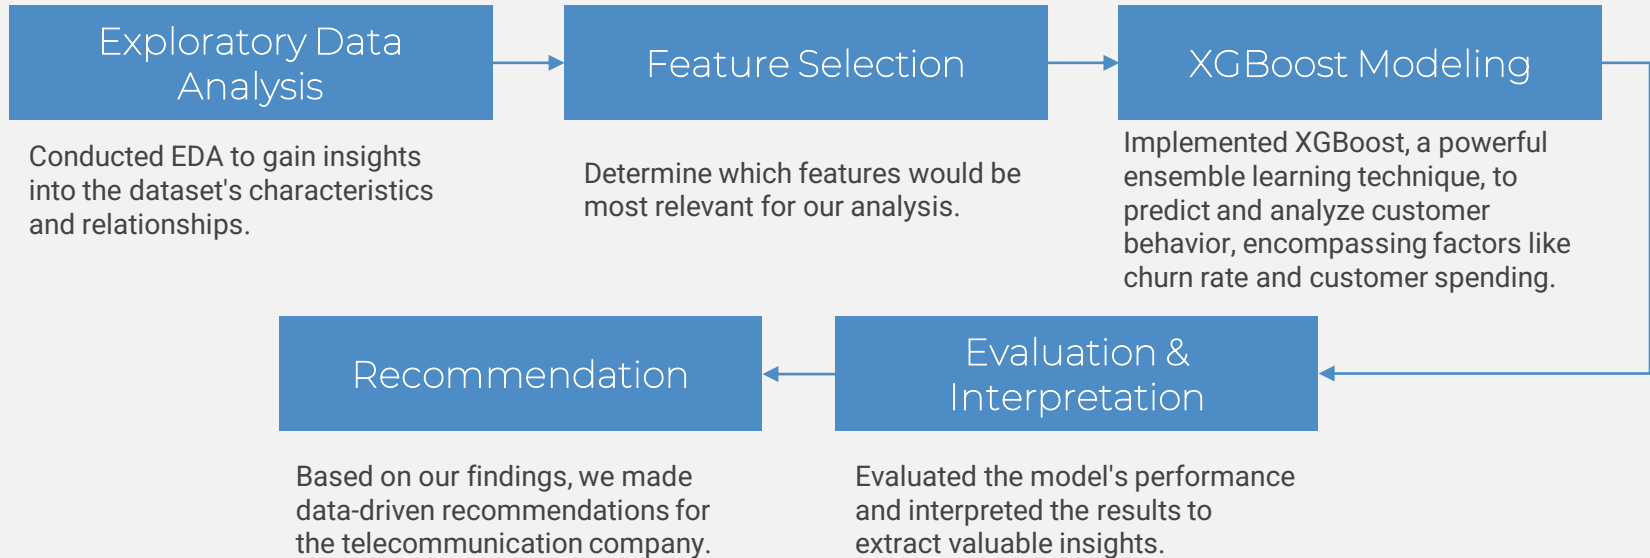 Exploratory Data
Analysis
Feature Selection
XGBoost Modeling
Conducted EDA to gain insights
into the dataset's characteristics
and relationships.
Determine which features would be
most relevant for our analysis.
Implemented XGBoost, a powerful
ensemble learning technique, to
predict and analyze customer
behavior, encompassing factors like
churn rate and customer spending.
Evaluation &
Interpretation
Recommendation
Evaluated the model's performance
and interpreted the results to
extract valuable insights.
Based on our findings, we made
data-driven recommendations for
the telecommunication company.